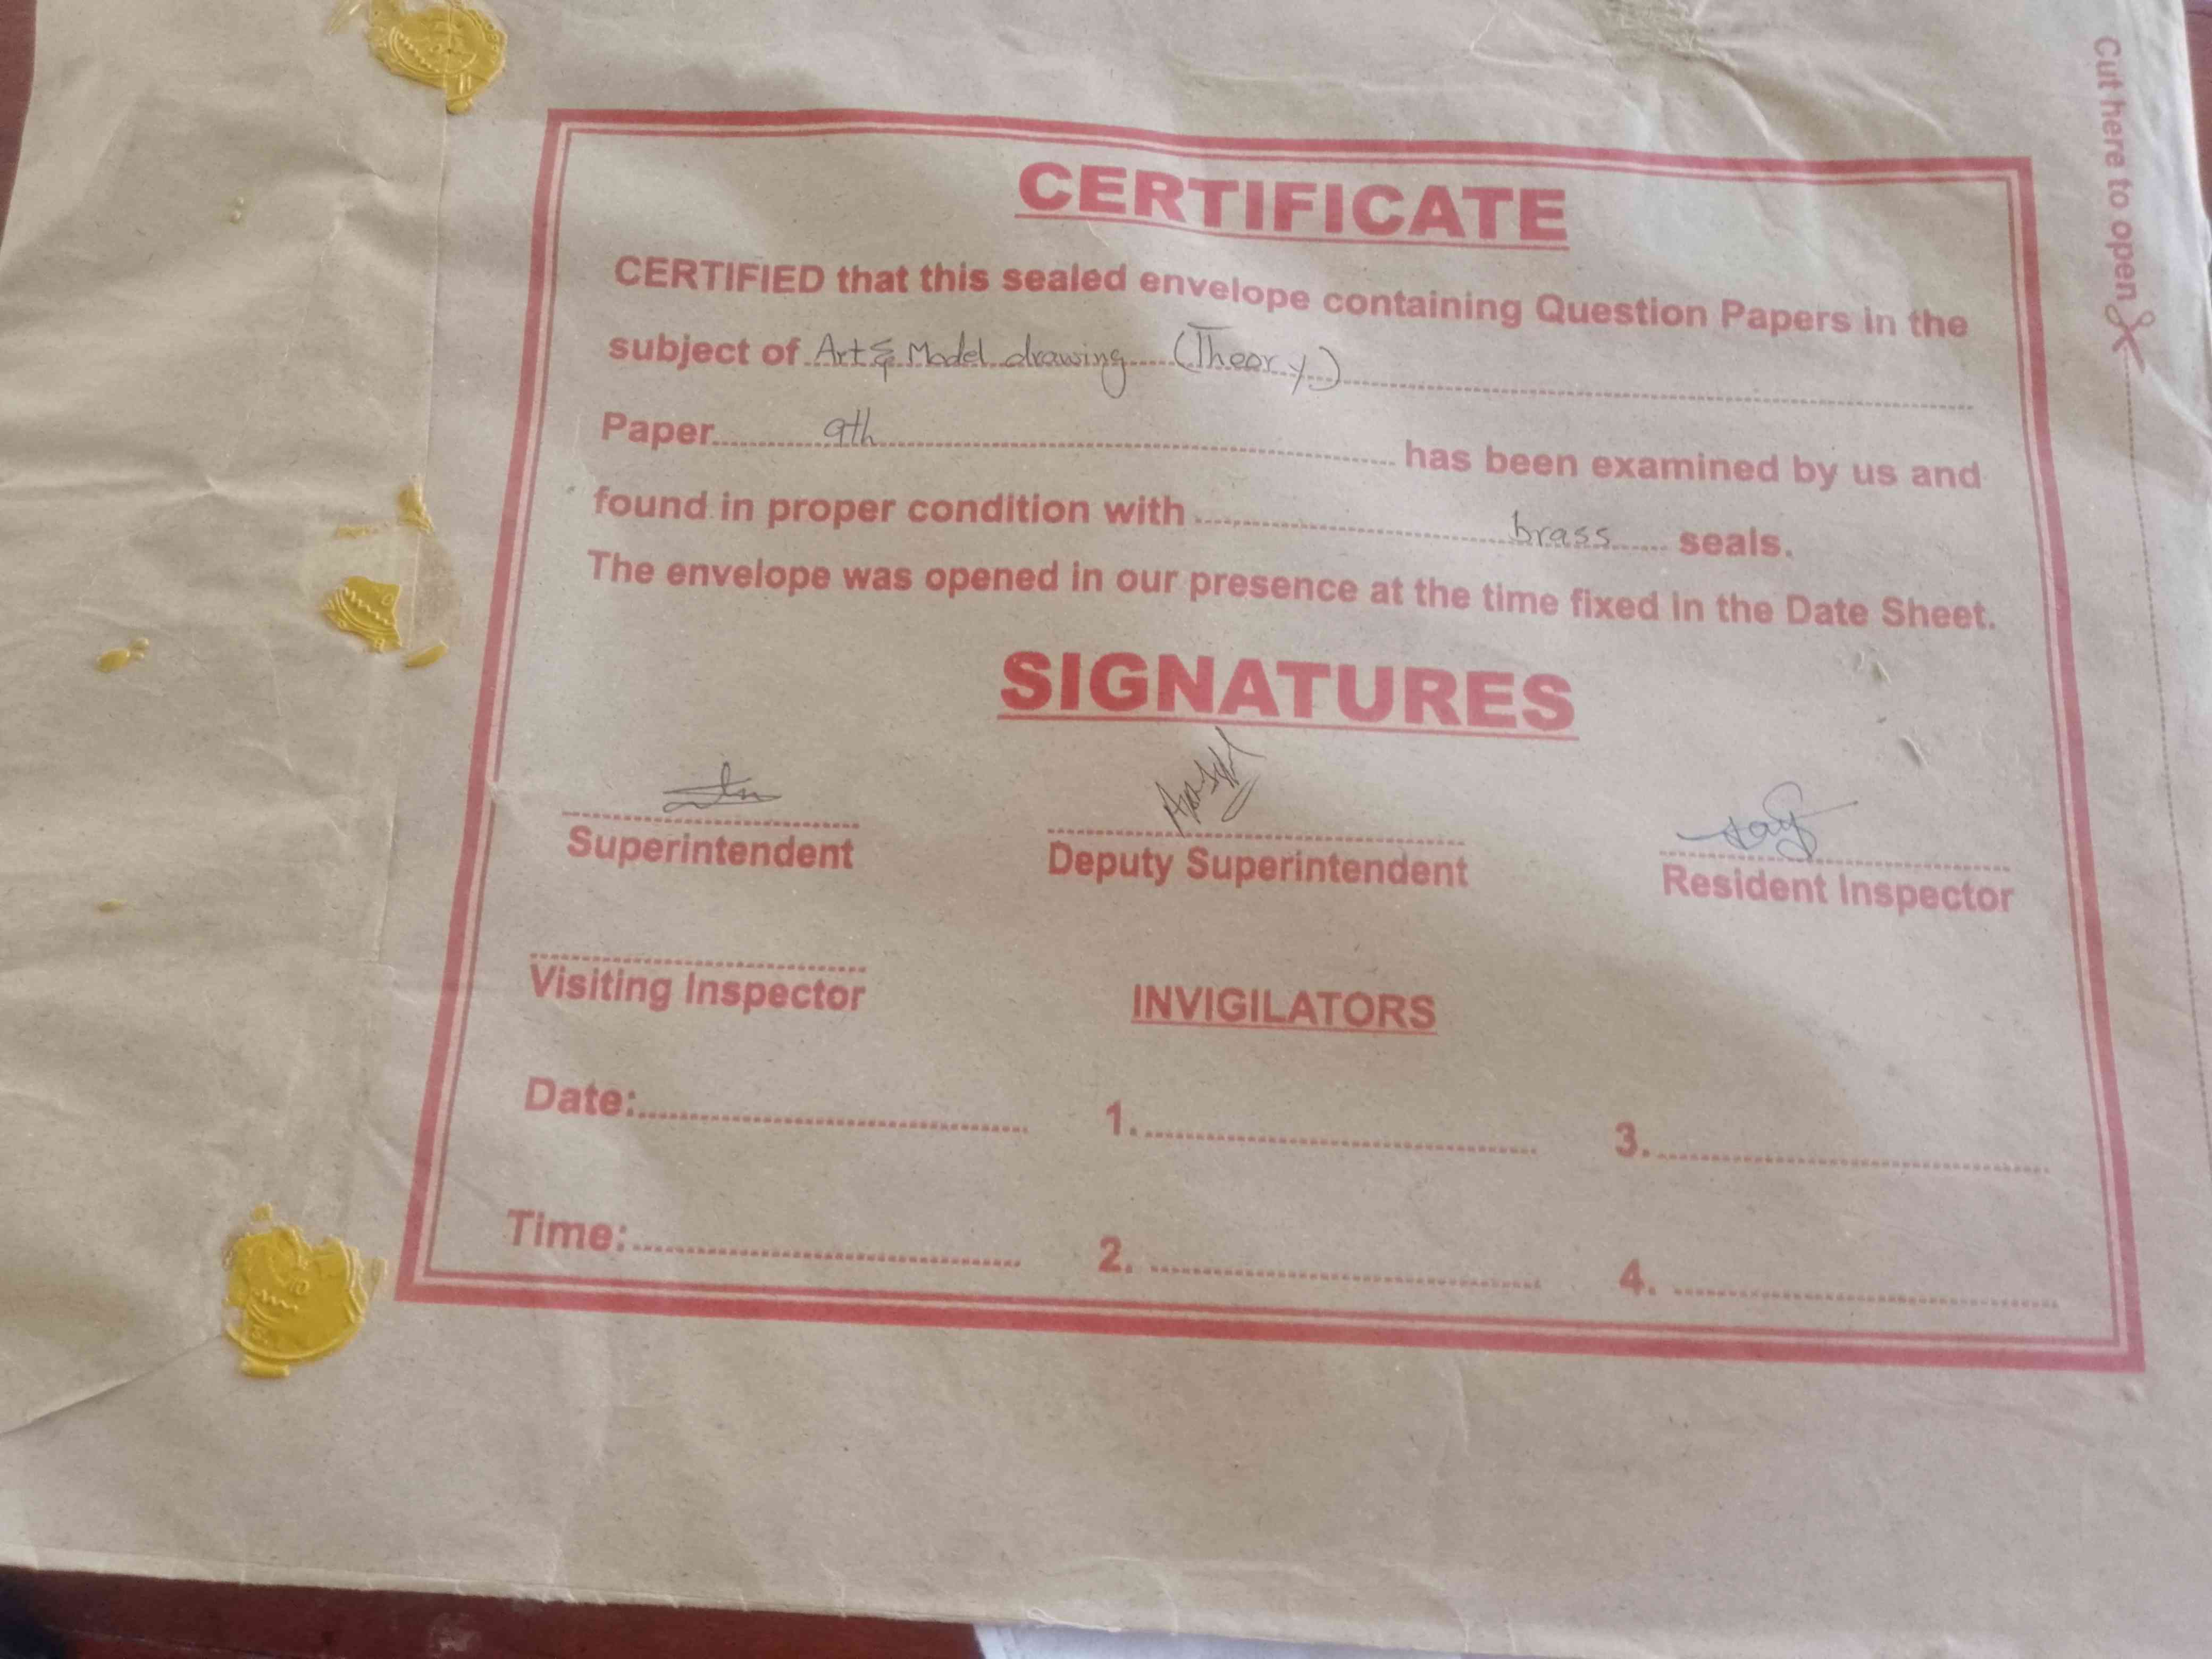 Cut here to open
CERTIFICATE
CERTIFIED that this sealed envelope containing Question Papers in the
subject of Art & Model drawing (Theory)
Paper 9th has been examined by us and
found in proper condition with brass seals.
The envelope was opened in our presence at the time fixed in the Date Sheet.
SIGNATURES
Superintendent Deputy Superintendent Resident Inspector
Visiting Inspector INVIGILATORS
Date: 1. 3.
Time: 2. 4.